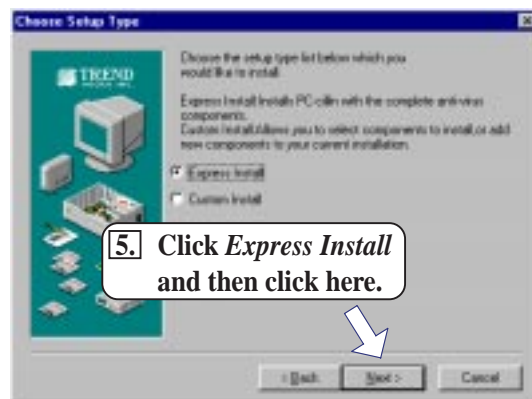 Choose Setup Type
TREND
MICRO, INC.
Choose the setup type list below which you
would like to install.
Express Install:Installs PC-cillin with the complete anti-virus
components.
Custom Install:Allows you to select components to install,or add
new components to your current installation.
Express Install
Custom Install
5. Click Express Install
and then click here.
< Back
Next >
Cancel